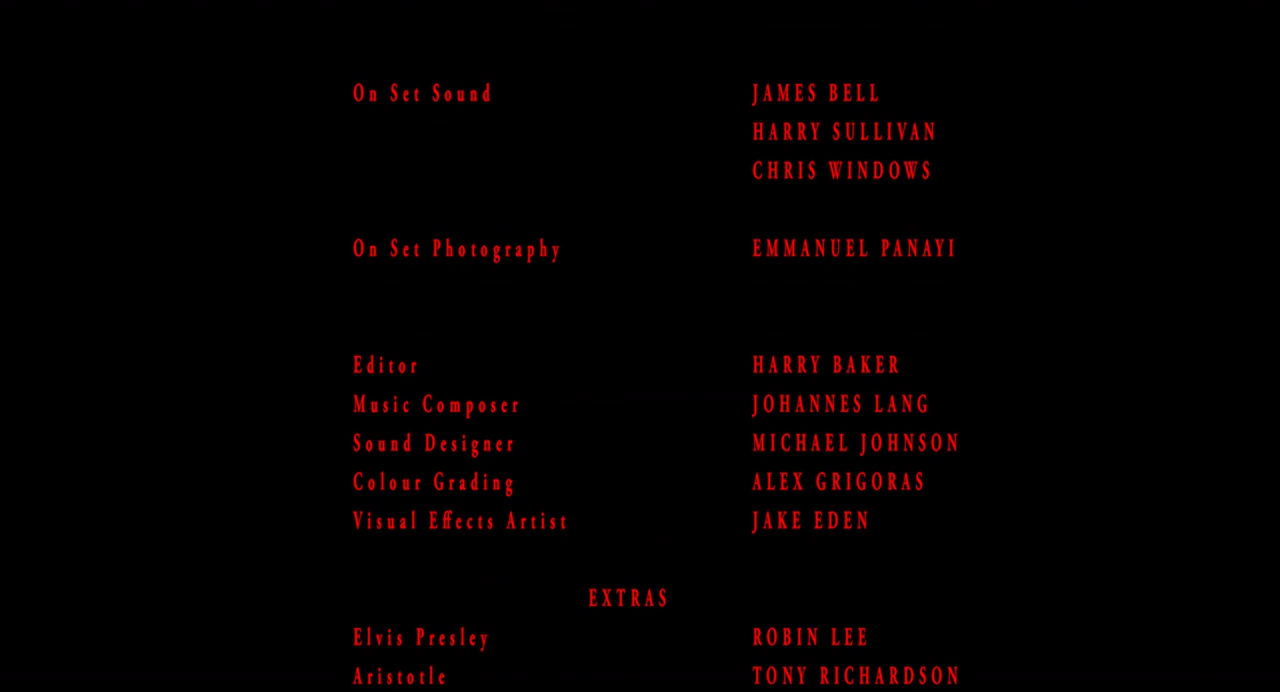 On Set Sound JAMES BELL
HARRY SULLIVAN
CHRIS WINDOWS
On Set Photography EMMANUEL PANAYI
Editor HARRY BAKER
Music Composer JOHANNES LANG
Sound Designer MICHAEL JOHNSON
Colour Grading ALEX GRIGORAS
Visual Effects Artist JAKE EDEN
EXTRAS
Elvis Presley ROBIN LEE
Aristotle TONY RICHARDSON